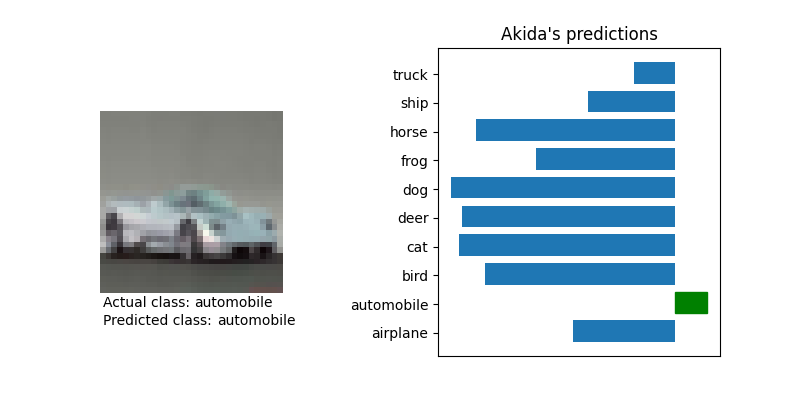 Akida's predictions
truck
ship
horse
frog
dog
deer
cat
bird
automobile
airplane
Actual class: automobile
Predicted class: automobile